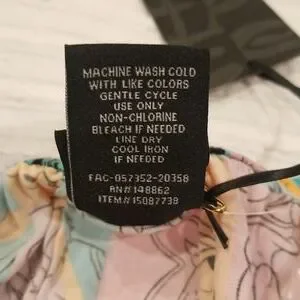 MACHINE WASH COLD
WITH LIKE COLORS
GENTLE CYCLE
USE ONLY
NON-CHLORINE
BLEACH IF NEEDED
LINE DRY
COOL IRON
IF NEEDED
FAC-057352-20358
RN#148862
ITEM#15087738